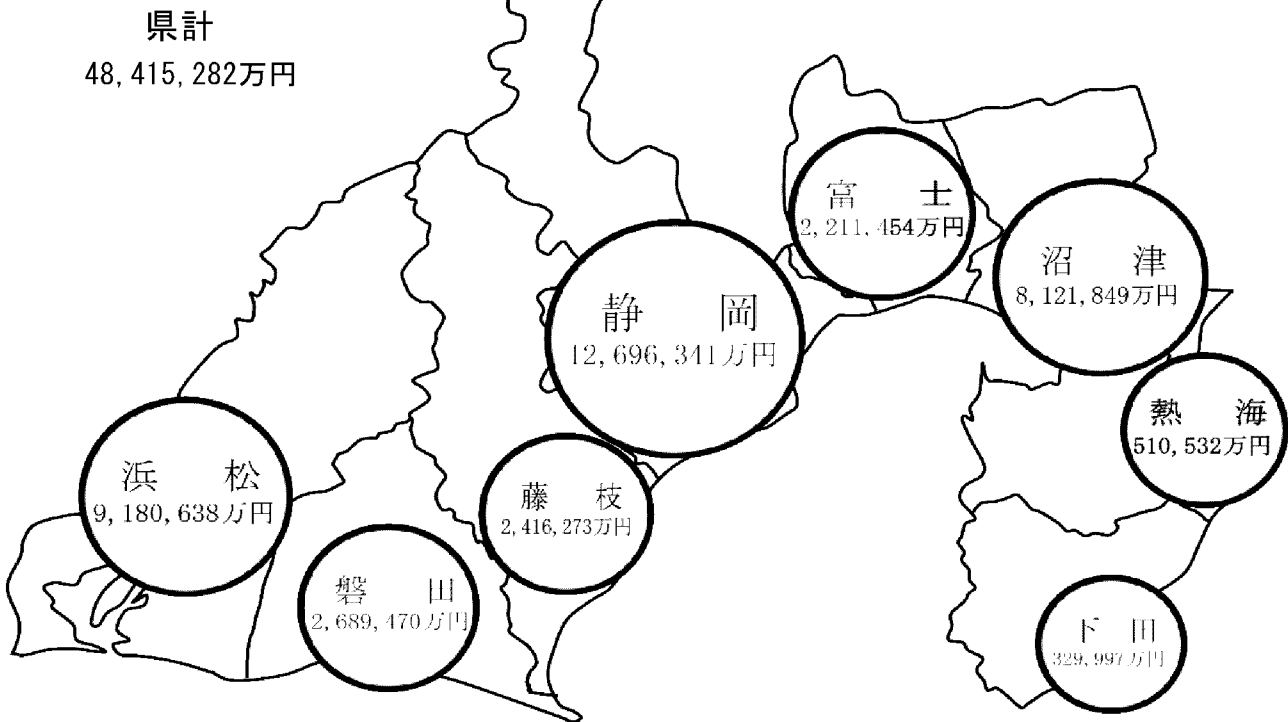 県計
48,415,282万円
富 士
2,211,454万円
沼 津
8,121,849万円
静 岡
12,696,341万円
熱 海
510,532万円
浜 松
9,180,638万円
藤 枝
2,416,273万円
磐 田
2,689,470万円
下 田
329,997万円